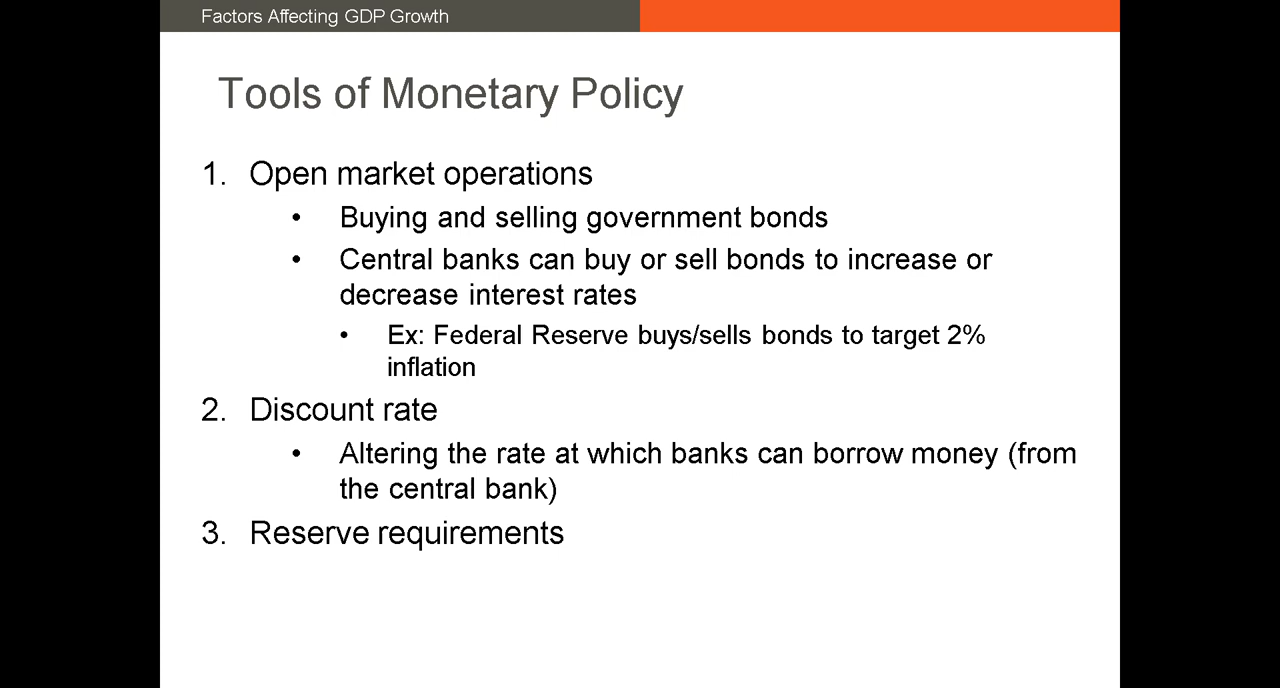 Factors Affecting GDP Growth
Tools of Monetary Policy
1. Open market operations
• Buying and selling government bonds
• Central banks can buy or sell bonds to increase or
decrease interest rates
• Ex: Federal Reserve buys/sells bonds to target 2%
inflation
2. Discount rate
• Altering the rate at which banks can borrow money (from
the central bank)
3. Reserve requirements